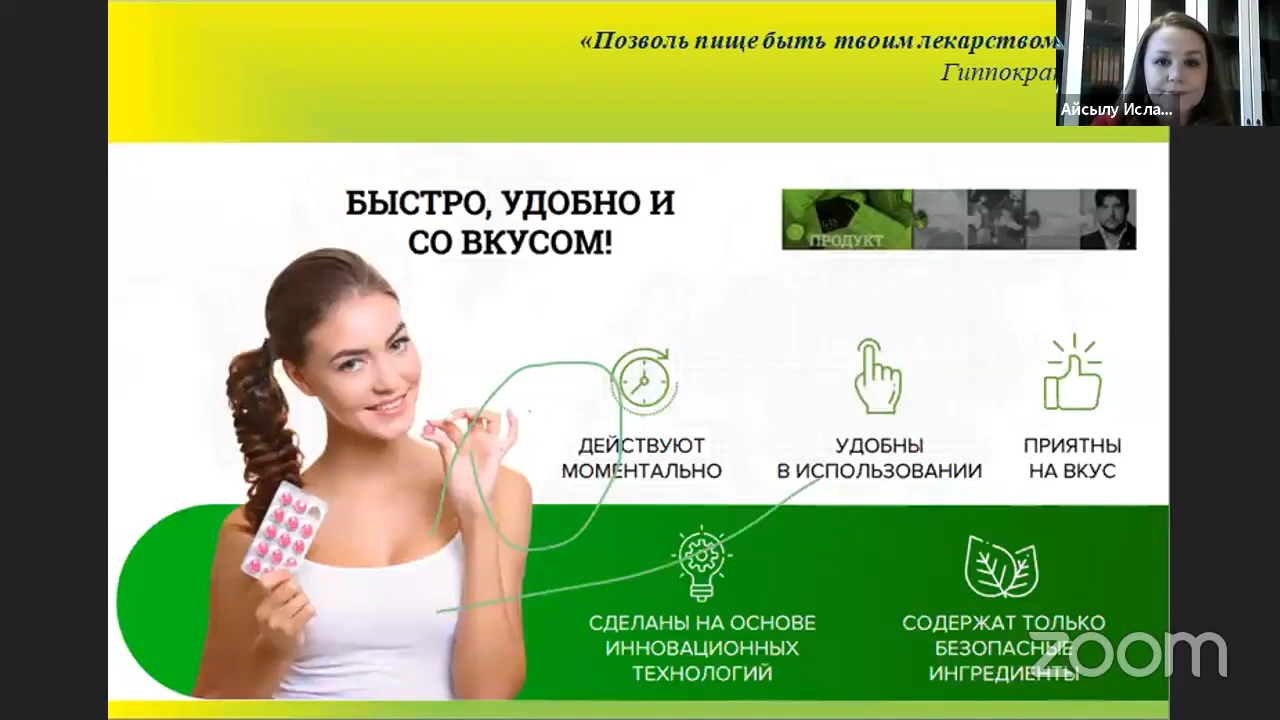 «Позволь пище быть твоим лекарством
Гиппократ
Айсылу Исла...
БЫСТРО, УДОБНО И
СО ВКУСОМ!
ПРОДУКТ
ДЕЙСТВУЮТ
МОМЕНТАЛЬНО
УДОБНЫ
В ИСПОЛЬЗОВАНИИ
ПРИЯТНЫ
НА ВКУС
СДЕЛАНЫ НА ОСНОВЕ
ИННОВАЦИОННЫХ
ТЕХНОЛОГИЙ
СОДЕРЖАТ ТОЛЬКО
БЕЗОПАСНЫЕ
ИНГРЕДИЕНТЫ
zoom